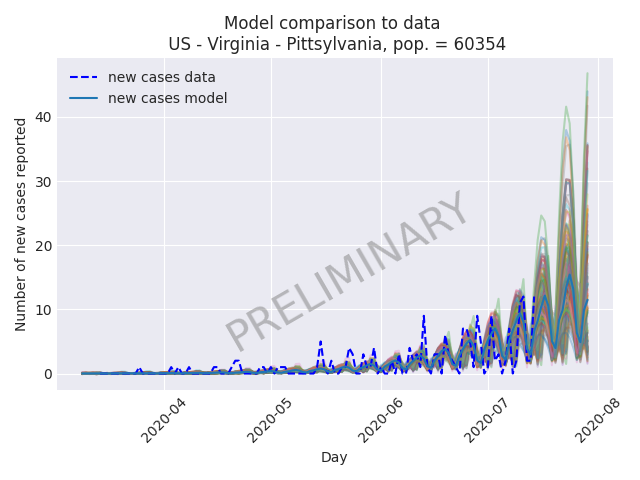 Model comparison to data
US - Virginia - Pittsylvania, pop. = 60354
new cases data
new cases model
Number of new cases reported
40
30
20
10
0
PRELIMINARY
2020-04
2020-05
2020-06
2020-07
2020-08
Day